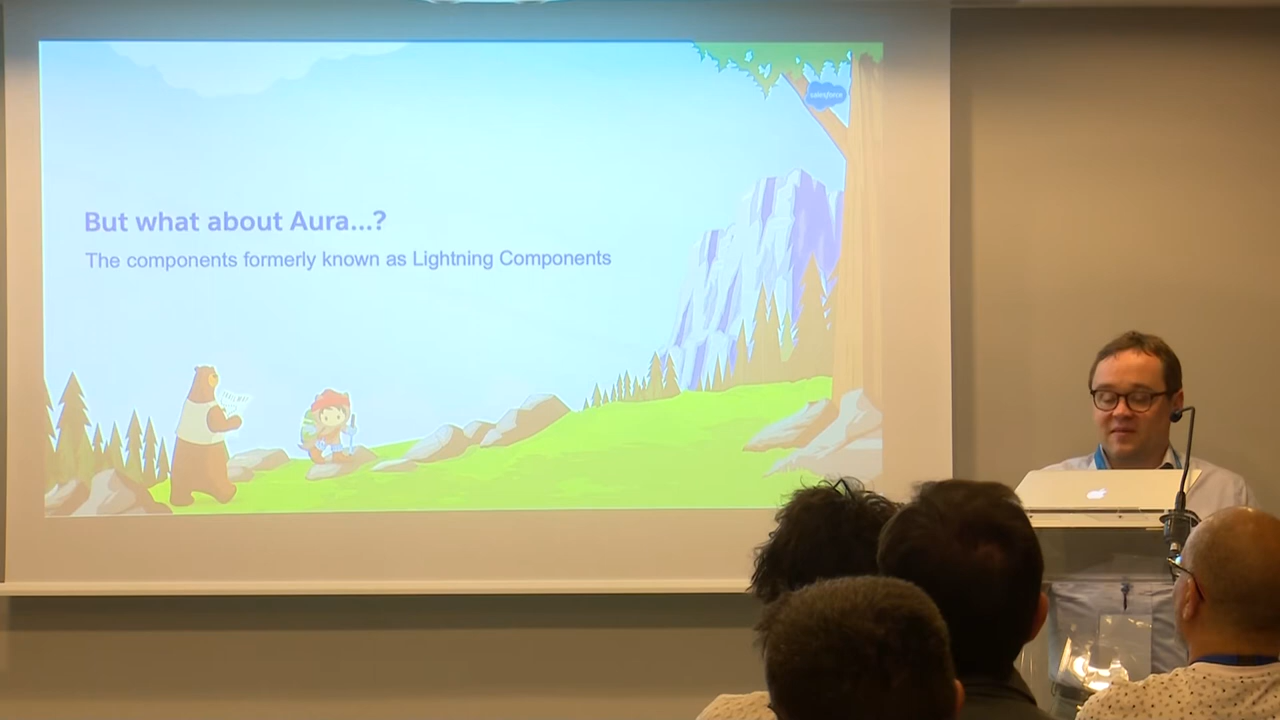 salesforce
But what about Aura...?
The components formerly known as Lightning Components